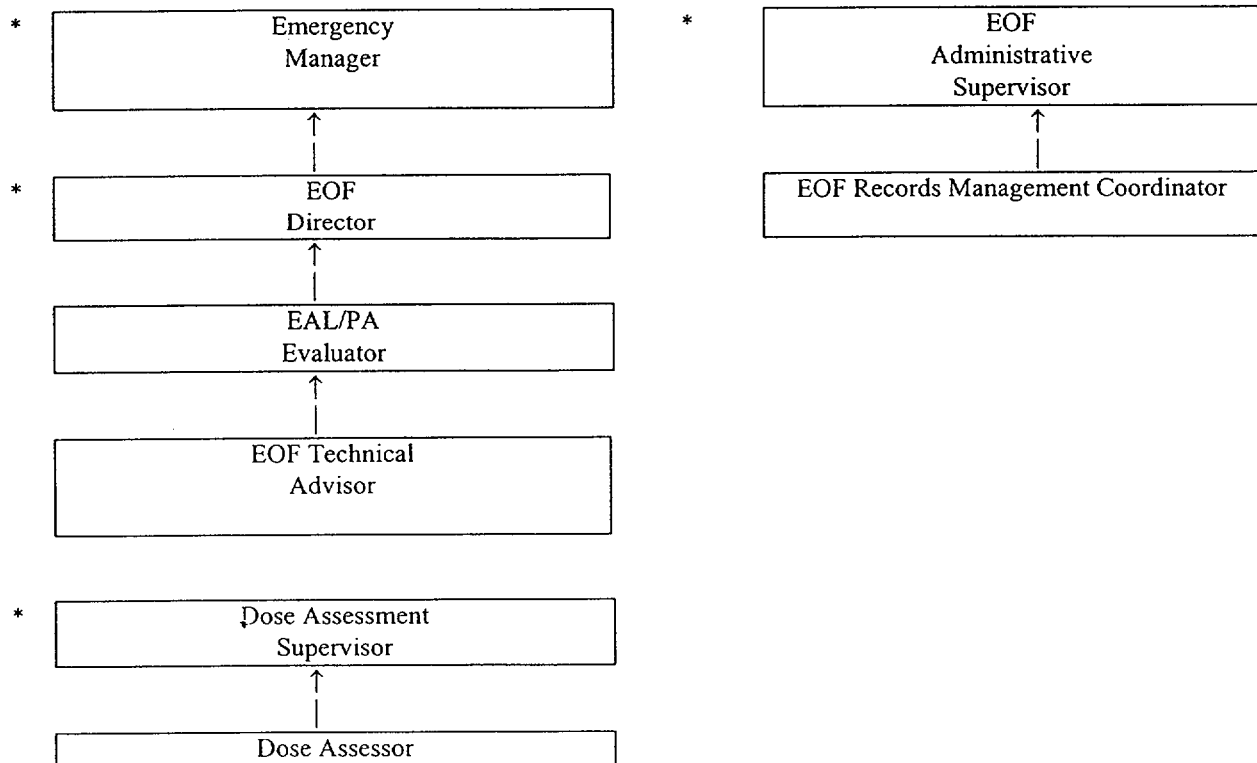 *
Emergency
Manager
*
EOF
Director
EAL/PA
Evaluator
EOF Technical
Advisor
*
Dose Assessment
Supervisor
Dose Assessor
*
EOF
Administrative
Supervisor
EOF Records Management Coordinator